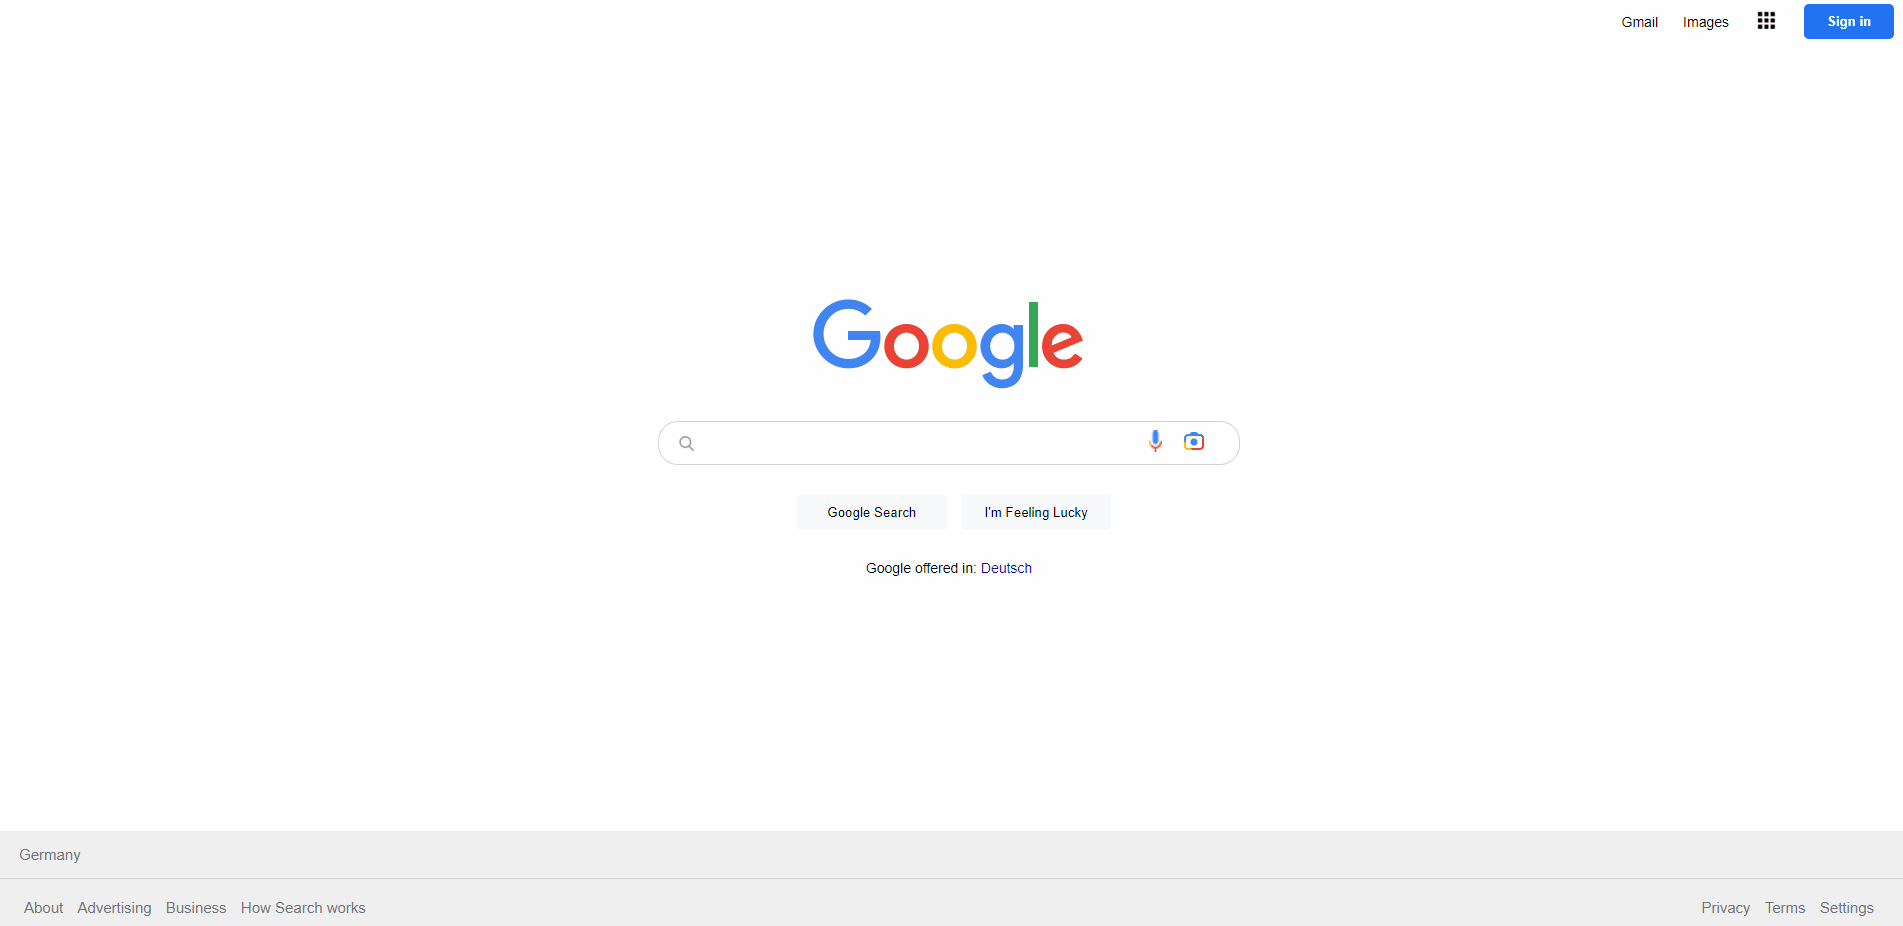 Gmail Images Sign in
Google
Google Search I'm Feeling Lucky
Google offered in: Deutsch
Germany
About Advertising Business How Search works Privacy Terms Settings